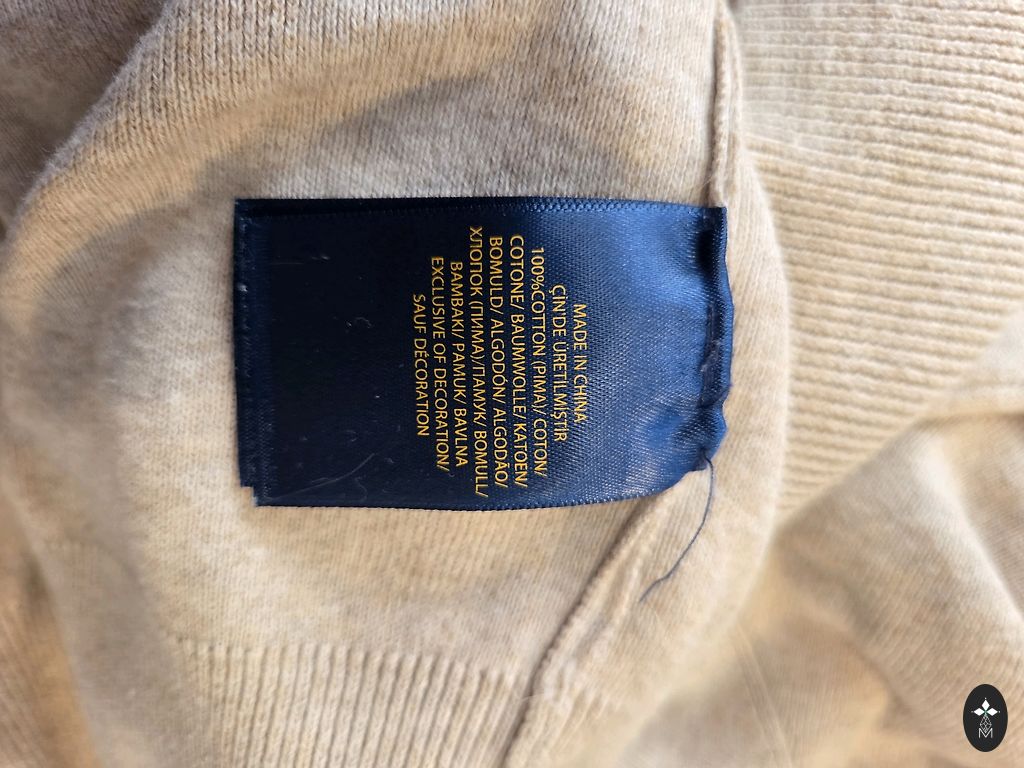 MADE IN CHINA
ÇİN'DE ÜRETİLMİŞTİR
100%COTTON (PIMA)/ COTON/
COTONE/ BAUMWOLLE/ KATOEN/
BOMULD/ ALGODÓN/ ALGODÃO/
ХЛОПОК (ПИМА)/ПАМУК/ BOMULL/
BAMBAKI/ PAMUK/ BAVLNA
EXCLUSIVE OF DECORATION/
SAUF DÉCORATION
M